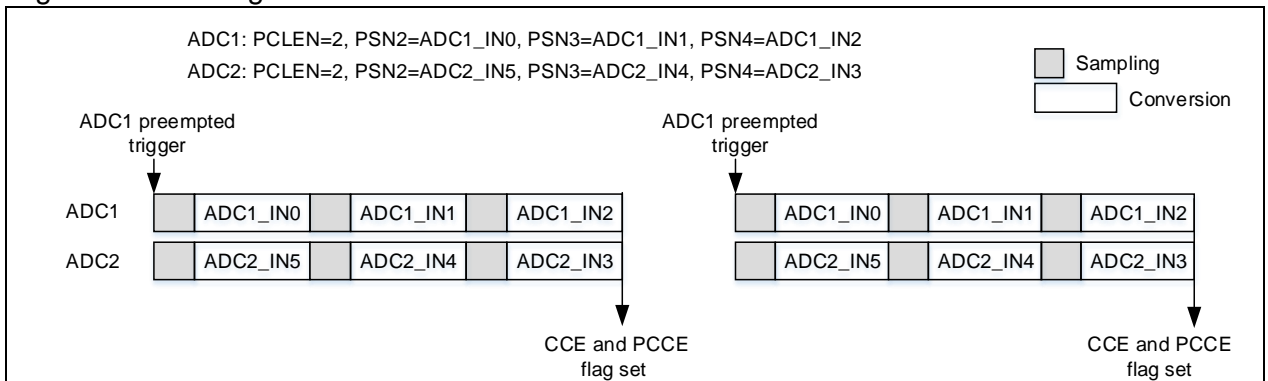 ADC1: PCLEN=2, PSN2=ADC1_IN0, PSN3=ADC1_IN1, PSN4=ADC1_IN2
ADC2: PCLEN=2, PSN2=ADC2_IN5, PSN3=ADC2_IN4, PSN4=ADC2_IN3
Sampling
Conversion
ADC1 preempted
trigger
ADC1 preempted
trigger
ADC1 ADC1_IN0 ADC1_IN1 ADC1_IN2 ADC1_IN0 ADC1_IN1 ADC1_IN2
ADC2 ADC2_IN5 ADC2_IN4 ADC2_IN3 ADC2_IN5 ADC2_IN4 ADC2_IN3
CCE and PCCE
flag set
CCE and PCCE
flag set